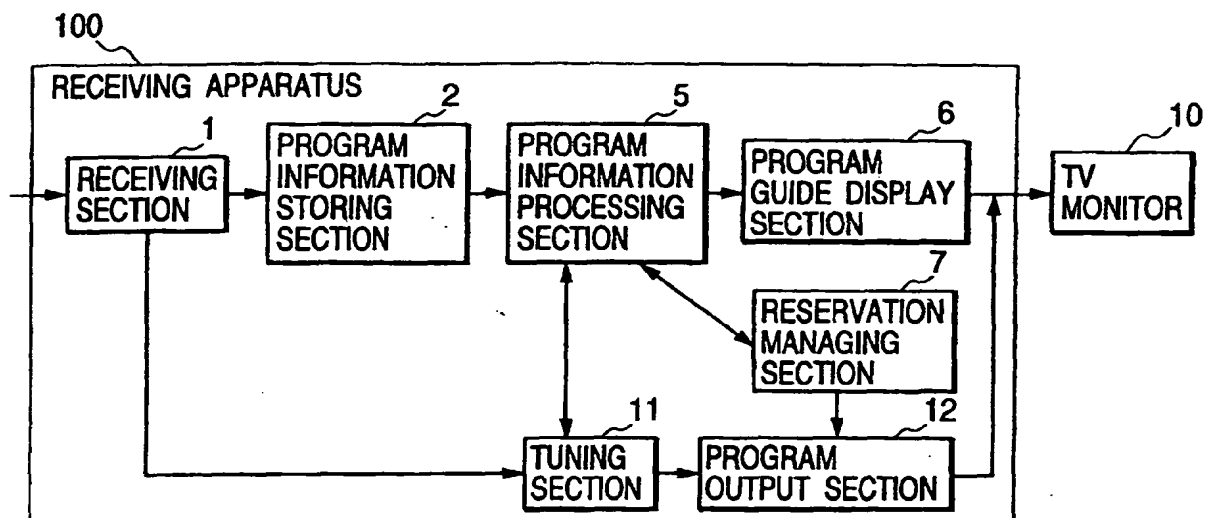 100
RECEIVING APPARATUS
1
RECEIVING
SECTION
2
PROGRAM
INFORMATION
STORING
SECTION
5
PROGRAM
INFORMATION
PROCESSING
SECTION
6
PROGRAM
GUIDE DISPLAY
SECTION
10
TV
MONITOR
7
RESERVATION
MANAGING
SECTION
11
TUNING
SECTION
12
PROGRAM
OUTPUT SECTION